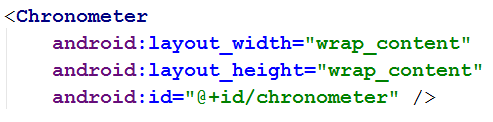 <Chronometer
android:layout_width="wrap_content"
android:layout_height="wrap_content"
android:id="@+id/chronometer" />